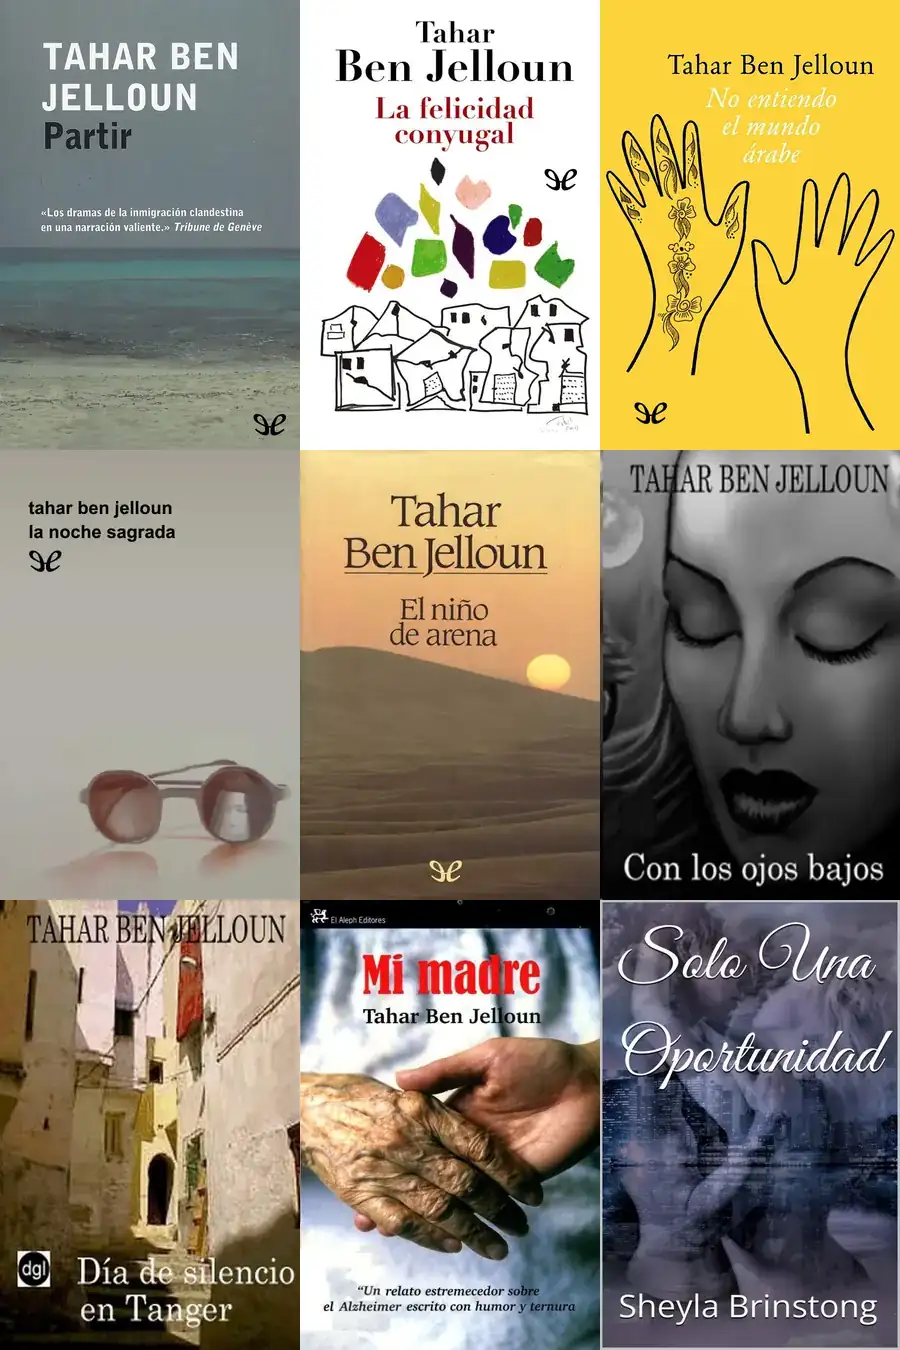 TAHAR BEN
JELLOUN
Partir
«Los dramas de la inmigración clandestina
en una narración valiente.» Tribune de Genève
Tahar
Ben Jelloun
La felicidad
conyugal
Tahar Ben Jelloun
No entiendo
el mundo
árabe
tahar ben jelloun
la noche sagrada
Tahar
Ben Jelloun
El niño
de arena
TAHAR BEN JELLOUN
Con los ojos bajos
TAHAR BEN JELLOUN
dgl
Día de silencio
en Tanger
El Aleph Editores
Mi madre
Tahar Ben Jelloun
“Un relato estremecedor sobre
el Alzheimer escrito con humor y ternura
Solo Una
Oportunidad
Sheyla Brinstong